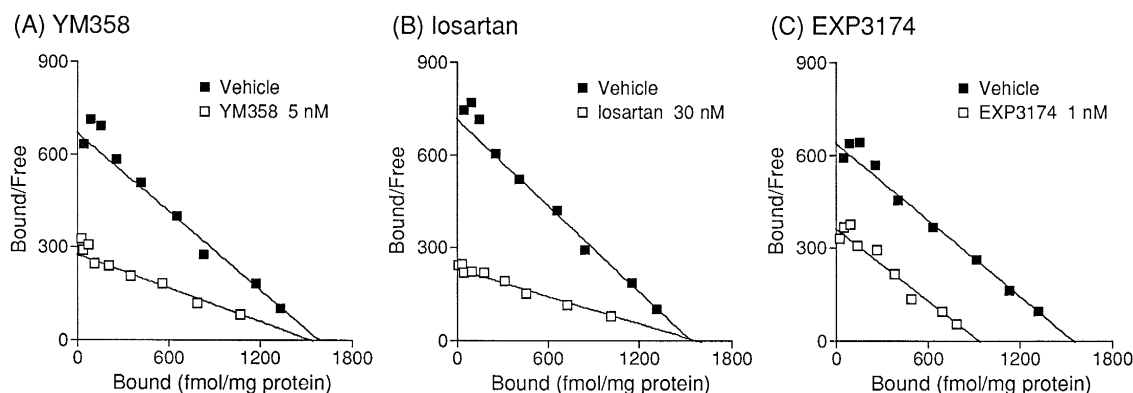 (A) YM358
900
600
300
0
Bound/Free
Vehicle
YM358 5 nM
0 600 1200 1800
Bound (fmol/mg protein)
(B) losartan
900
600
300
0
Bound/Free
Vehicle
losartan 30 nM
0 600 1200 1800
Bound (fmol/mg protein)
(C) EXP3174
900
600
300
0
Bound/Free
Vehicle
EXP3174 1 nM
0 600 1200 1800
Bound (fmol/mg protein)